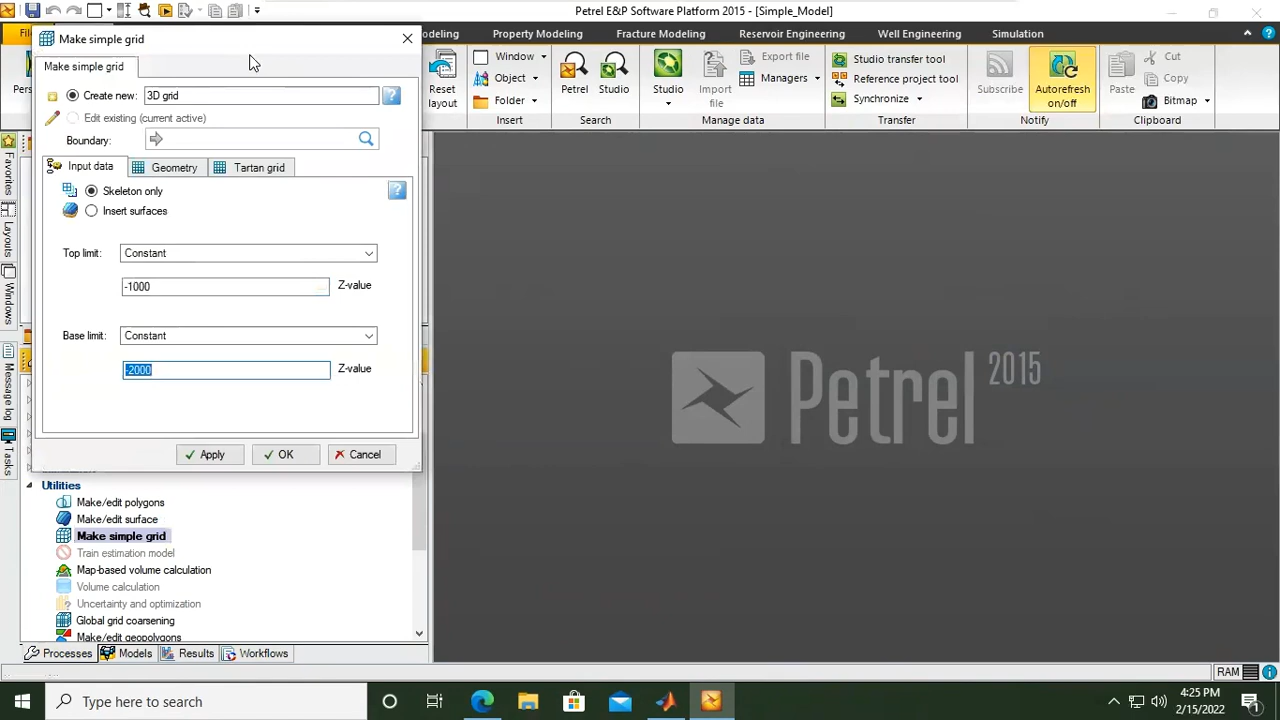 Petrel E&P Software Platform 2015 - [Simple_Model]
Make simple grid
Property Modeling
Fracture Modeling
Reservoir Engineering
Well Engineering
Simulation
Make simple grid
Create new:
3D grid
Edit existing (current active)
Boundary:
Input data
Geometry
Tartan grid
Skeleton only
Insert surfaces
Top limit:
Constant
-1000
Z-value
Base limit:
Constant
-2000
Z-value
Apply
OK
Cancel
Reset layout
Window
Object
Folder
Insert
Petrel
Studio
Search
Studio
Import file
Export file
Managers
Manage data
Studio transfer tool
Reference project tool
Synchronize
Transfer
Subscribe
Autorefresh on/off
Notify
Paste
Cut
Copy
Bitmap
Clipboard
Favorites
Layouts
Windows
Message log
Tasks
Utilities
Make/edit polygons
Make/edit surface
Make simple grid
Train estimation model
Map-based volume calculation
Volume calculation
Uncertainty and optimization
Global grid coarsening
Make/edit geopolygons
Processes
Models
Results
Workflows
Petrel 2015
RAM
Type here to search
4:25 PM
2/15/2022